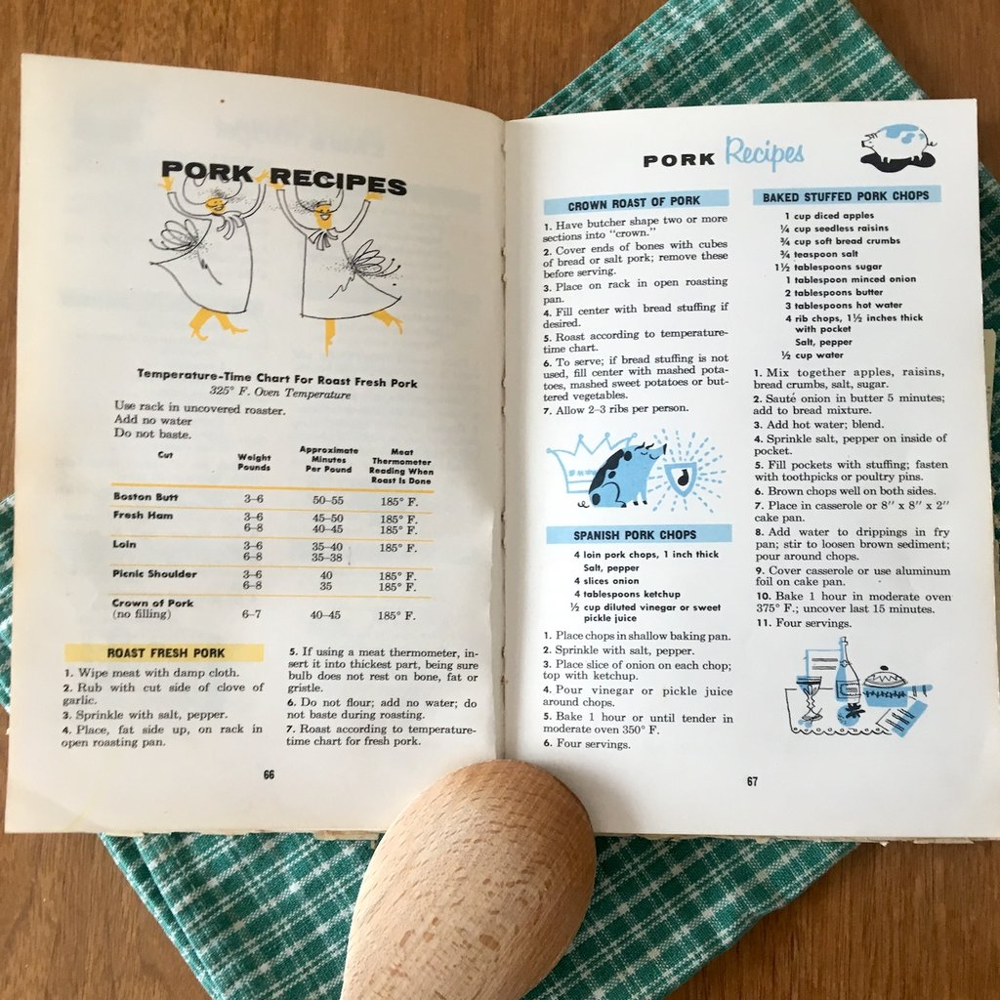 PORK RECIPES
Temperature-Time Chart For Roast Fresh Pork
325° F. Oven Temperature
Use rack in uncovered roaster.
Add no water
Do not baste.
Cut Weight Pounds Approximate Minutes Per Pound Meat Thermometer Reading When Roast Is Done
Boston Butt 3–6 50–55 185° F.
Fresh Ham 3–6 45–50 185° F.
6–8 40–45 185° F.
Loin 3–6 35–40 185° F.
6–8 35–38
Picnic Shoulder 3–6 40 185° F.
6–8 35 185° F.
Crown of Pork
(no filling) 6–7 40–45 185° F.
ROAST FRESH PORK
1. Wipe meat with damp cloth.
2. Rub with cut side of clove of
garlic.
3. Sprinkle with salt, pepper.
4. Place, fat side up, on rack in
open roasting pan.
5. If using a meat thermometer, in-
sert it into thickest part, being sure
bulb does not rest on bone, fat or
gristle.
6. Do not flour; add no water; do
not baste during roasting.
7. Roast according to temperature-
time chart for fresh pork.
66
PORK Recipes
CROWN ROAST OF PORK
1. Have butcher shape two or more
sections into "crown."
2. Cover ends of bones with cubes
of bread or salt pork; remove these
before serving.
3. Place on rack in open roasting
pan.
4. Fill center with bread stuffing if
desired.
5. Roast according to temperature-
time chart.
6. To serve; if bread stuffing is not
used, fill center with mashed pota-
toes, mashed sweet potatoes or but-
tered vegetables.
7. Allow 2–3 ribs per person.
SPANISH PORK CHOPS
4 loin pork chops, 1 inch thick
Salt, pepper
4 slices onion
4 tablespoons ketchup
½ cup diluted vinegar or sweet
pickle juice
1. Place chops in shallow baking pan.
2. Sprinkle with salt, pepper.
3. Place slice of onion on each chop;
top with ketchup.
4. Pour vinegar or pickle juice
around chops.
5. Bake 1 hour or until tender in
moderate oven 350° F.
6. Four servings.
BAKED STUFFED PORK CHOPS
1 cup diced apples
¼ cup seedless raisins
¾ cup soft bread crumbs
¾ teaspoon salt
1½ tablespoons sugar
1 tablespoon minced onion
2 tablespoons butter
3 tablespoons hot water
4 rib chops, 1½ inches thick
with pocket
Salt, pepper
½ cup water
1. Mix together apples, raisins,
bread crumbs, salt, sugar.
2. Sauté onion in butter 5 minutes;
add to bread mixture.
3. Add hot water; blend.
4. Sprinkle salt, pepper on inside of
pocket.
5. Fill pockets with stuffing; fasten
with toothpicks or poultry pins.
6. Brown chops well on both sides.
7. Place in casserole or 8" x 8" x 2"
cake pan.
8. Add water to drippings in fry
pan; stir to loosen brown sediment;
pour around chops.
9. Cover casserole or use aluminum
foil on cake pan.
10. Bake 1 hour in moderate oven
375° F.; uncover last 15 minutes.
11. Four servings.
67